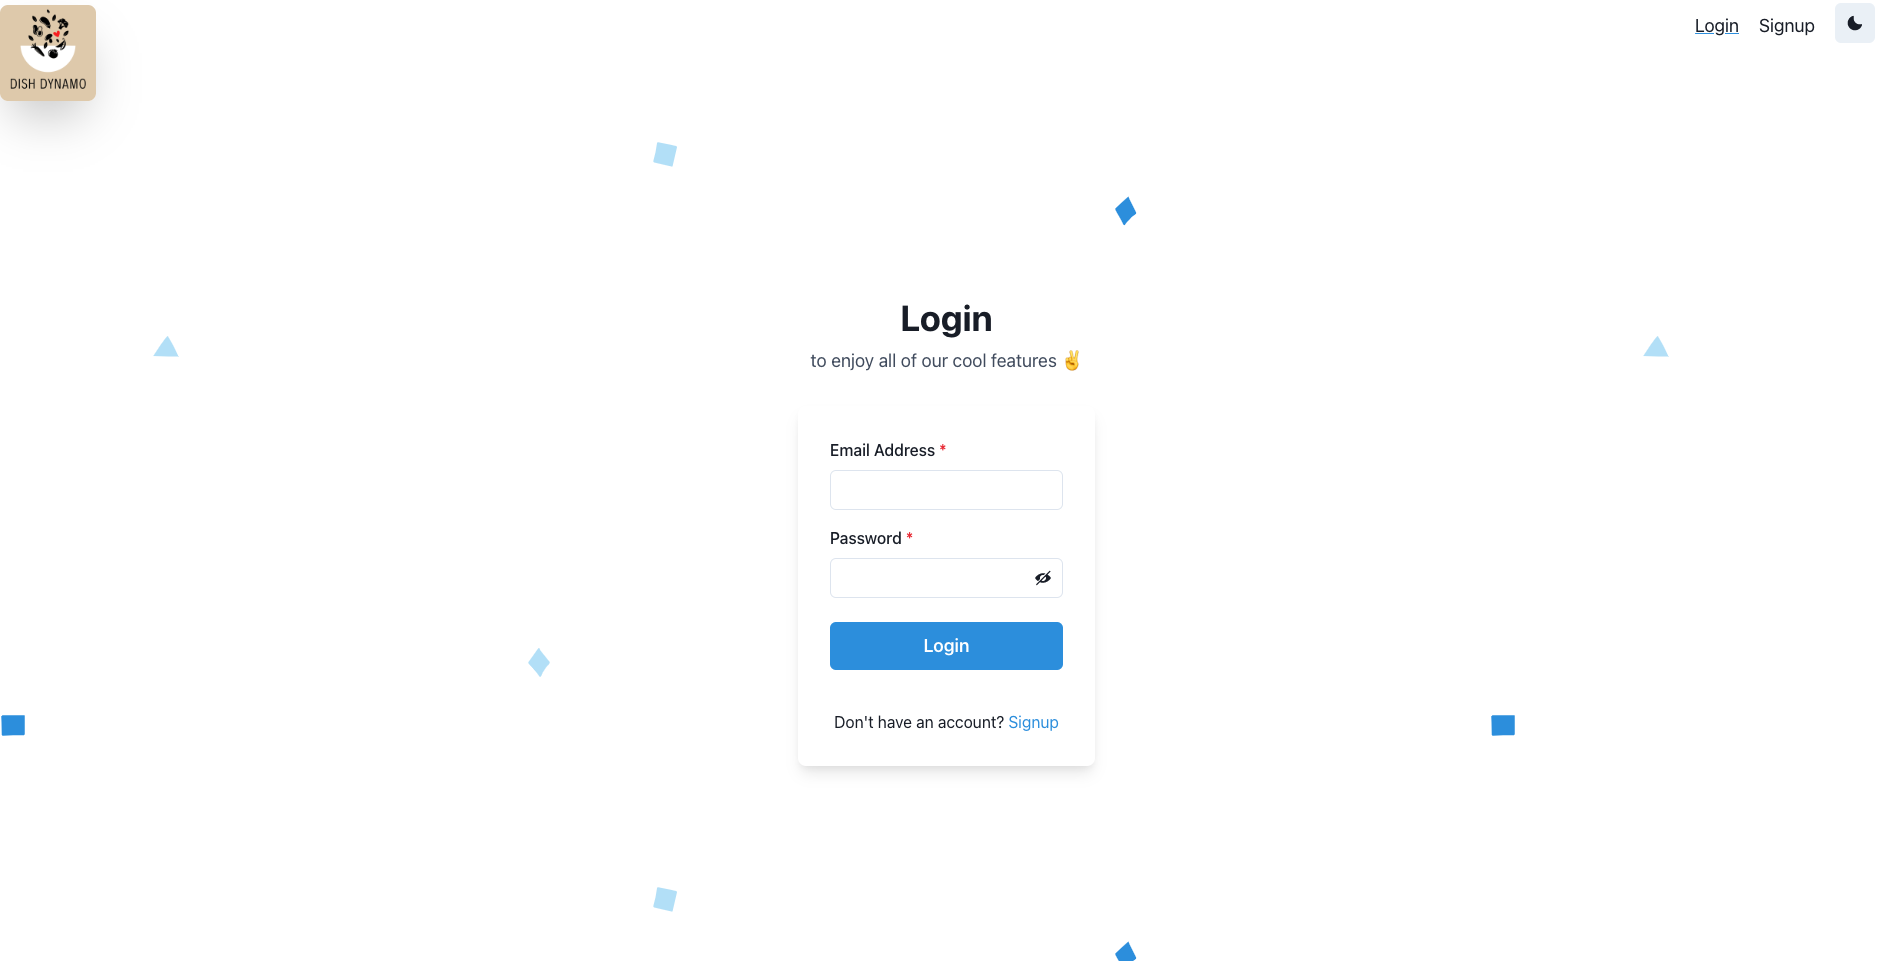 DISH DYNAMO
Login
Signup
Login
to enjoy all of our cool features ✌️
Email Address *
Password *
Login
Don't have an account? Signup